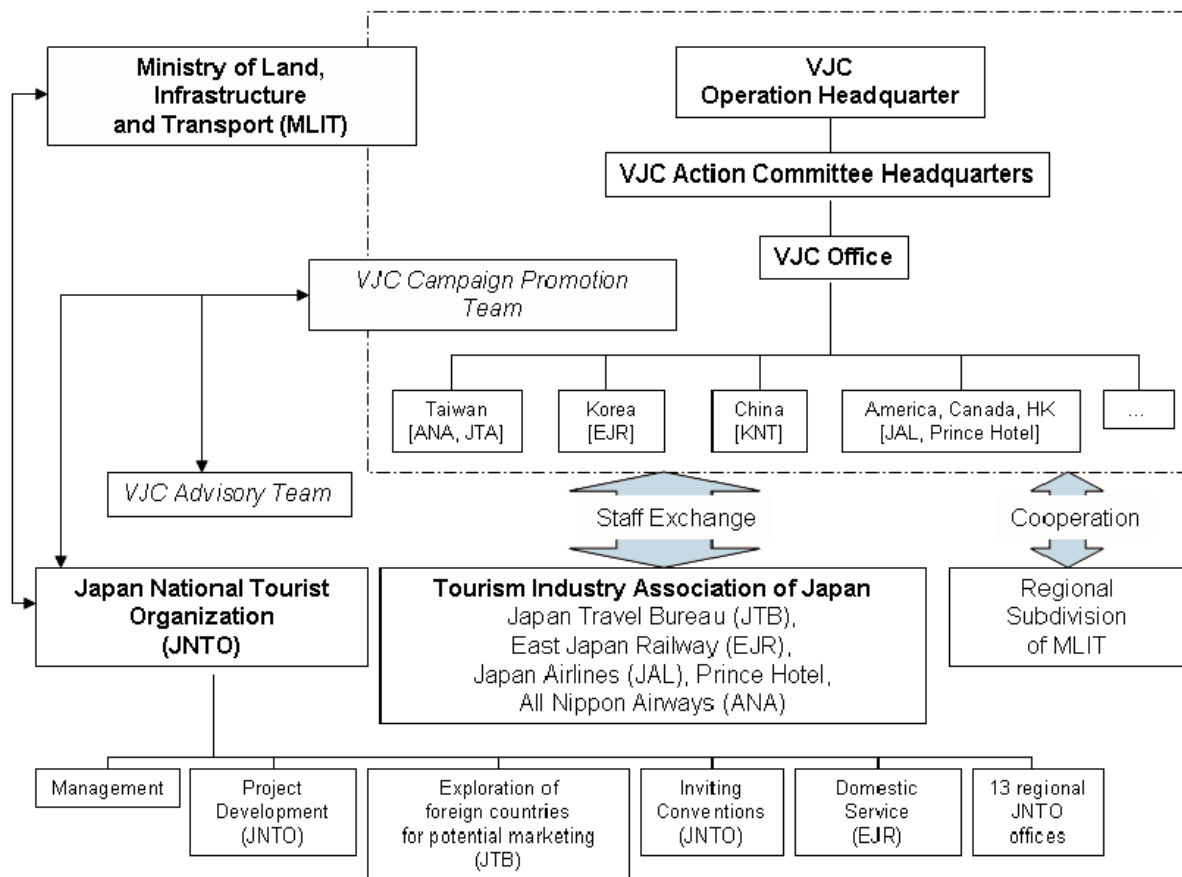 Ministry of Land,
Infrastructure
and Transport (MLIT)
VJC
Operation Headquarter
VJC Action Committee Headquarters
VJC Office
VJC Campaign Promotion
Team
Taiwan
[ANA, JTA]
Korea
[EJR]
China
[KNT]
America, Canada, HK
[JAL, Prince Hotel]
...
VJC Advisory Team
Staff Exchange
Cooperation
Japan National Tourist
Organization
(JNTO)
Tourism Industry Association of Japan
Japan Travel Bureau (JTB),
East Japan Railway (EJR),
Japan Airlines (JAL), Prince Hotel,
All Nippon Airways (ANA)
Regional
Subdivision
of MLIT
Management
Project
Development
(JNTO)
Exploration of
foreign countries
for potential marketing
(JTB)
Inviting
Conventions
(JNTO)
Domestic
Service
(EJR)
13 regional
JNTO
offices